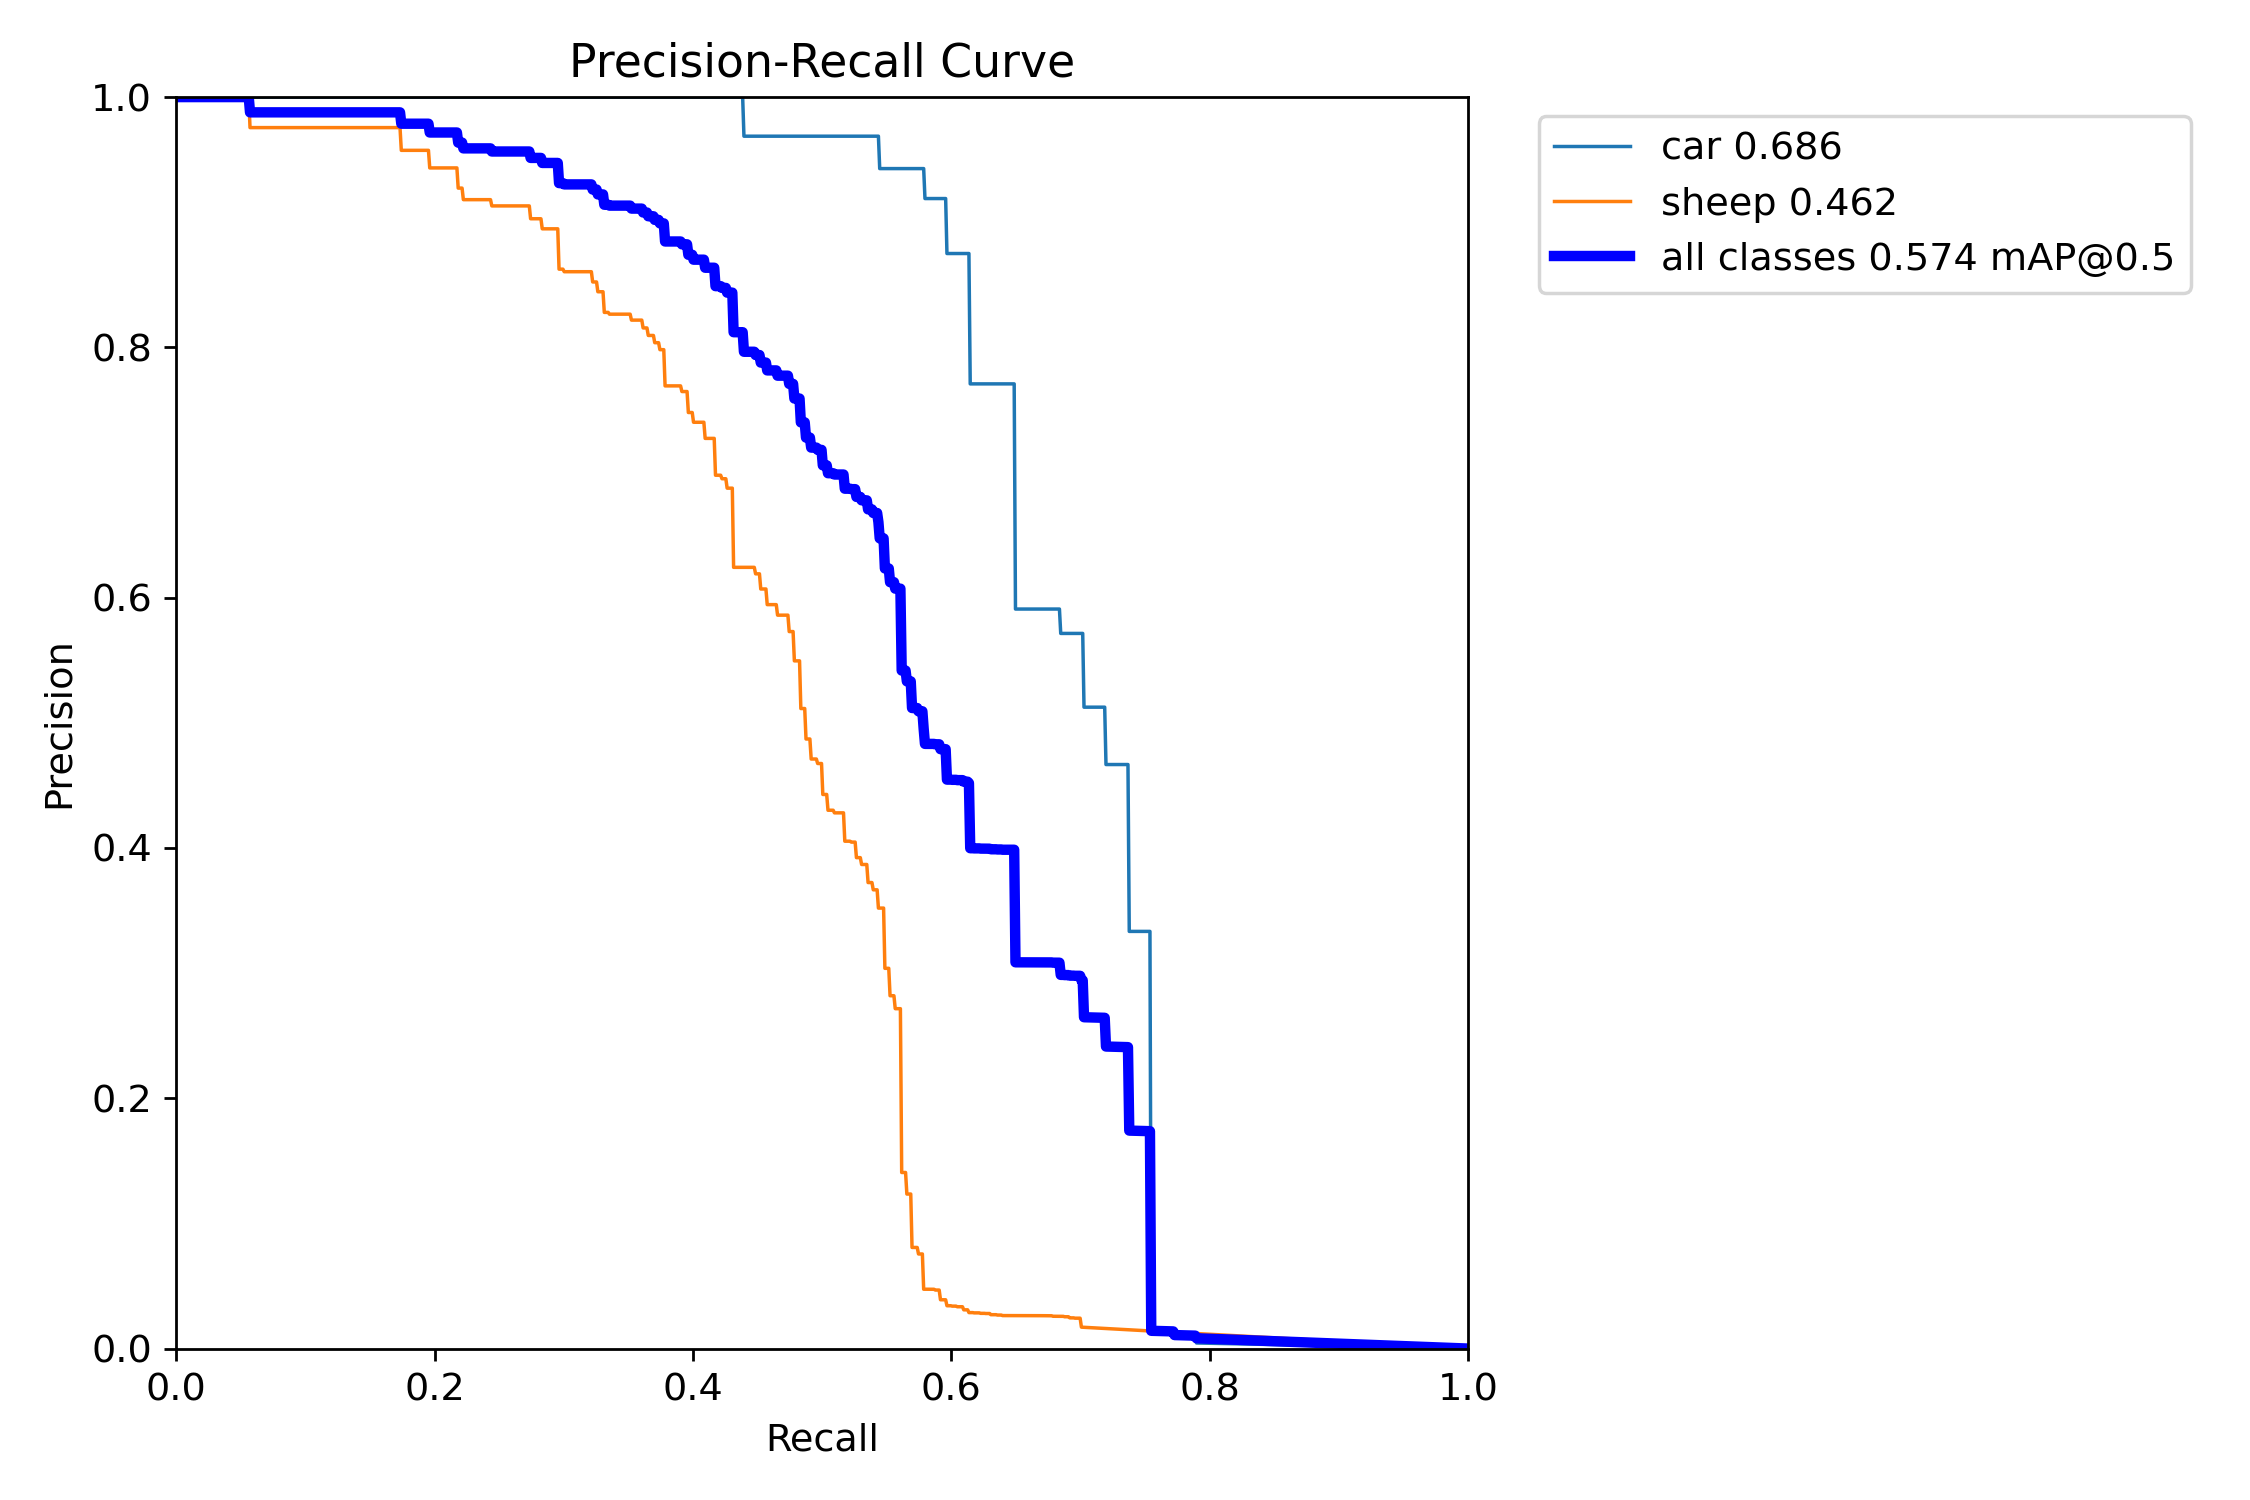 Precision-Recall Curve
car 0.686
sheep 0.462
all classes 0.574 mAP@0.5
Precision
1.0
0.8
0.6
0.4
0.2
0.0
0.0 0.2 0.4 0.6 0.8 1.0
Recall